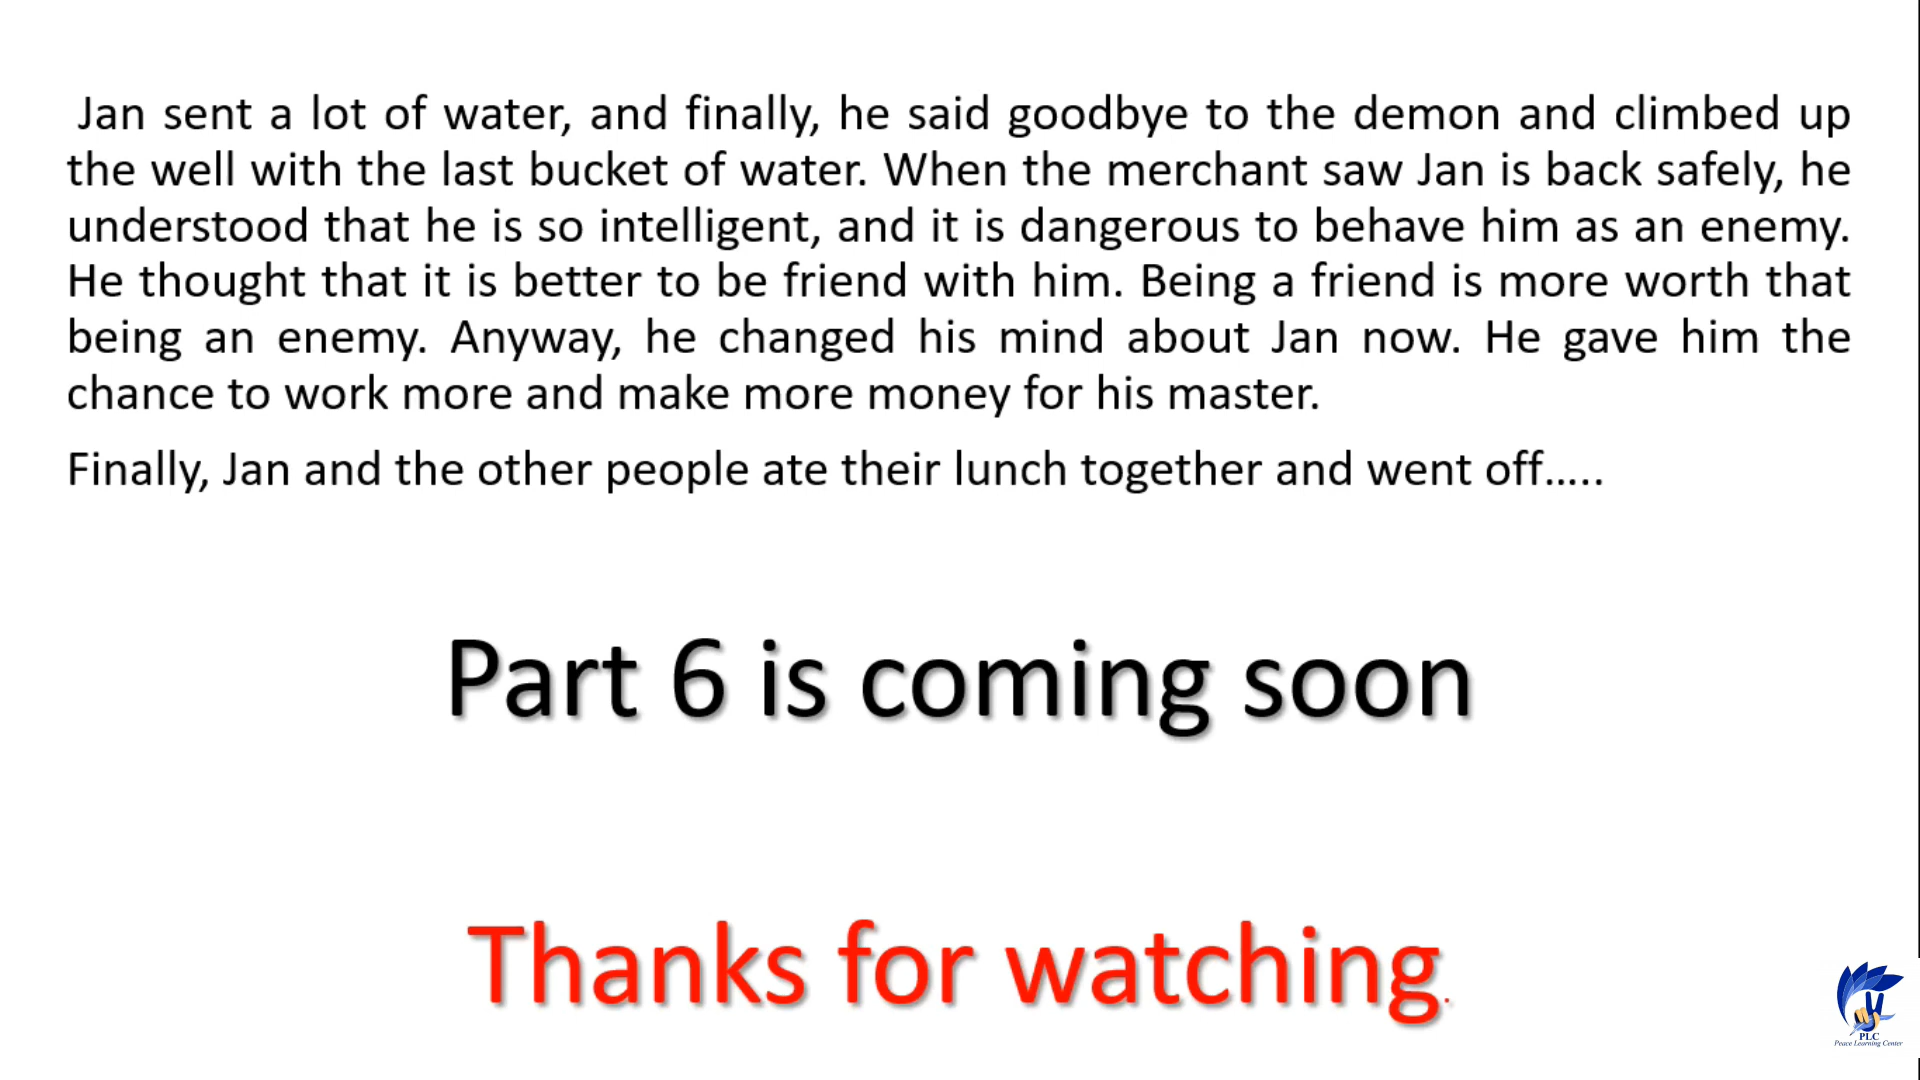 Jan sent a lot of water, and finally, he said goodbye to the demon and climbed up
the well with the last bucket of water. When the merchant saw Jan is back safely, he
understood that he is so intelligent, and it is dangerous to behave him as an enemy.
He thought that it is better to be friend with him. Being a friend is more worth that
being an enemy. Anyway, he changed his mind about Jan now. He gave him the
chance to work more and make more money for his master.
Finally, Jan and the other people ate their lunch together and went off…..
Part 6 is coming soon
Thanks for watching.
PLC
Peace Learning Center